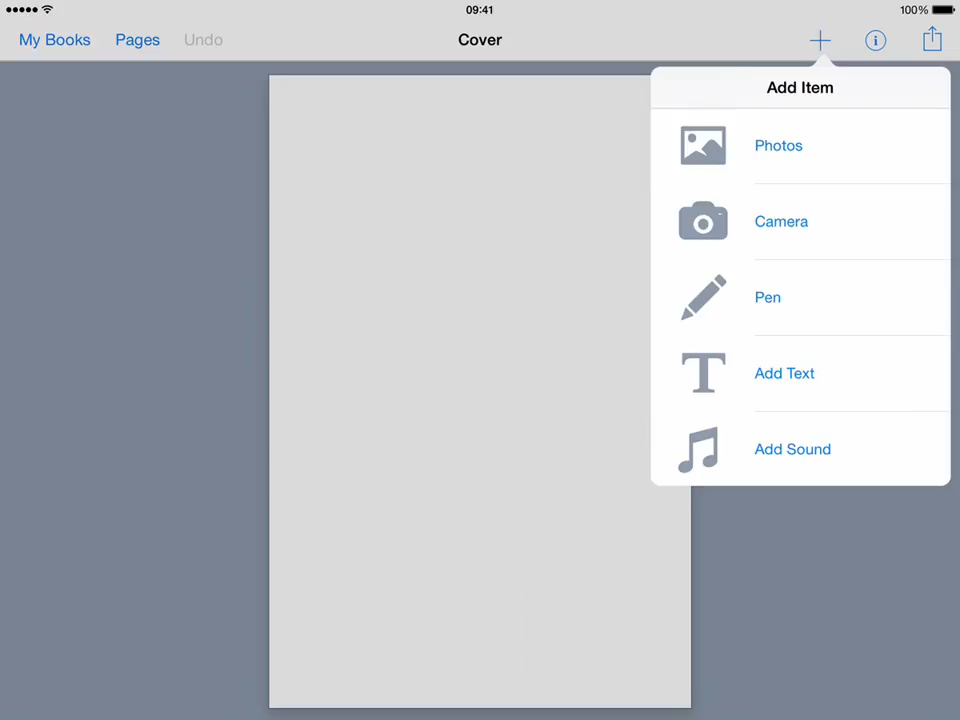 09:41
100%
My Books Pages Undo
Cover
Add Item
Photos
Camera
Pen
Add Text
Add Sound